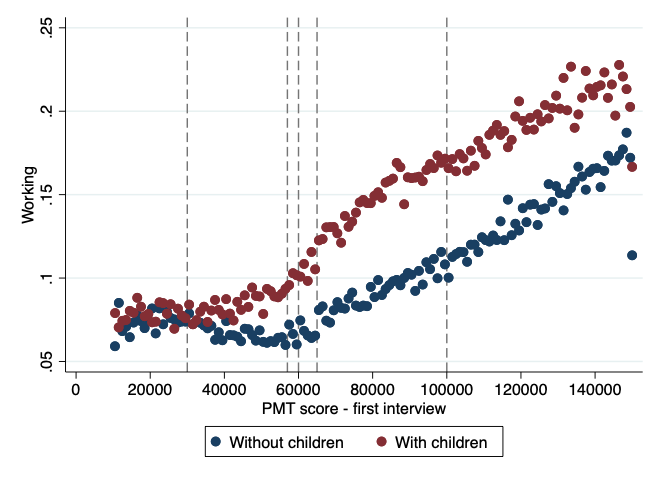 .25
.2
.15
.1
.05
Working
0 20000 40000 60000 80000 100000 120000 140000
PMT score - first interview
Without children With children